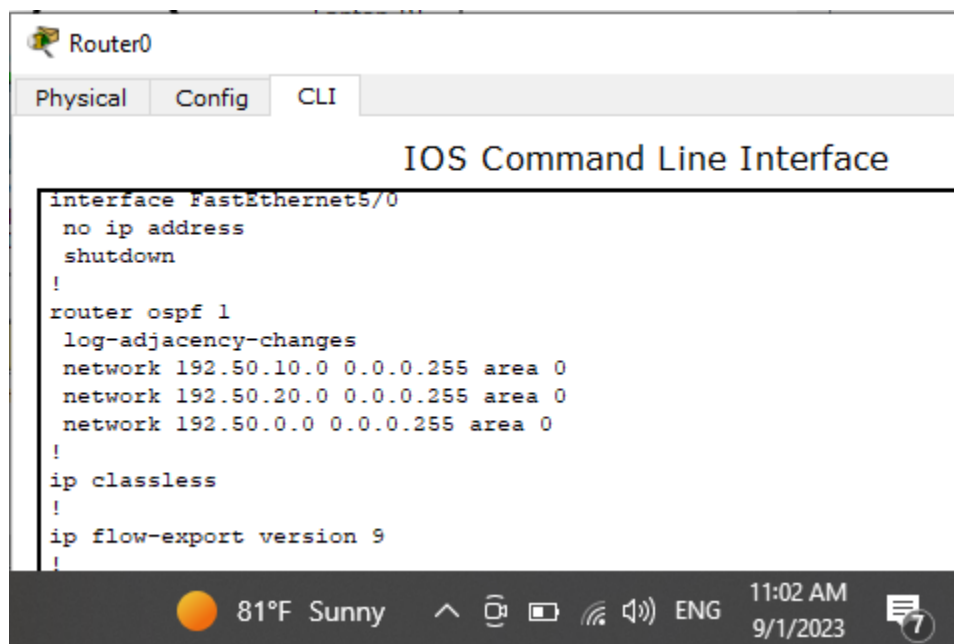 Router0
Physical Config CLI
IOS Command Line Interface
interface FastEthernet5/0
no ip address
shutdown
!
router ospf 1
log-adjacency-changes
network 192.50.10.0 0.0.0.255 area 0
network 192.50.20.0 0.0.0.255 area 0
network 192.50.0.0 0.0.0.255 area 0
!
ip classless
!
ip flow-export version 9
!
81°F Sunny ENG 11:02 AM
9/1/2023 7